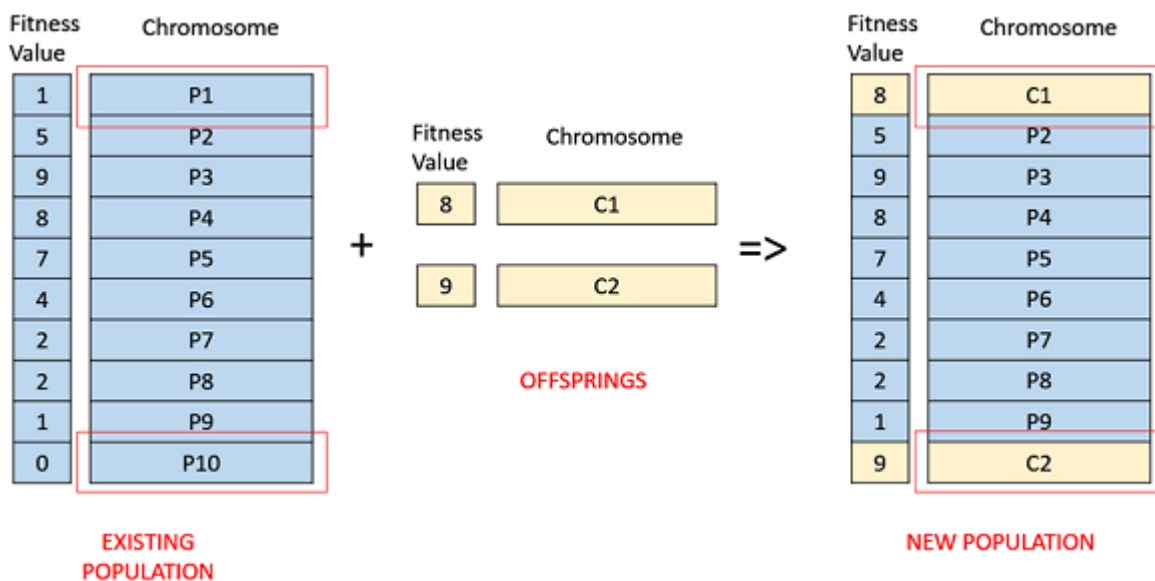 Fitness
Value
Chromosome
1 P1
5 P2
9 P3
8 P4
7 P5
4 P6
2 P7
2 P8
1 P9
0 P10
EXISTING
POPULATION
+
Fitness
Value
Chromosome
8 C1
9 C2
OFFSPRINGS
=>
Fitness
Value
Chromosome
8 C1
5 P2
9 P3
8 P4
7 P5
4 P6
2 P7
2 P8
1 P9
9 C2
NEW POPULATION